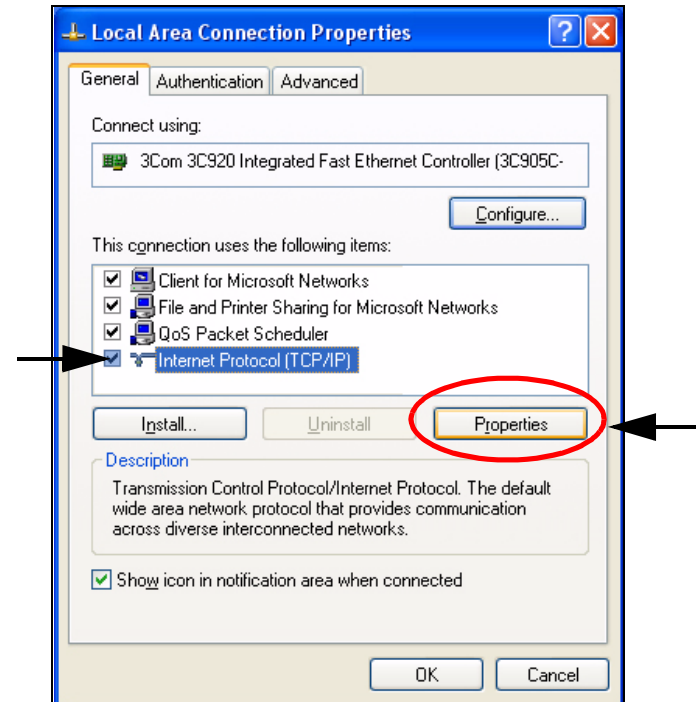 Local Area Connection Properties
General Authentication Advanced
Connect using:
3Com 3C920 Integrated Fast Ethernet Controller (3C905C-
Configure...
This connection uses the following items:
Client for Microsoft Networks
File and Printer Sharing for Microsoft Networks
QoS Packet Scheduler
Internet Protocol (TCP/IP)
Install... Uninstall Properties
Description
Transmission Control Protocol/Internet Protocol. The default
wide area network protocol that provides communication
across diverse interconnected networks.
Show icon in notification area when connected
OK Cancel